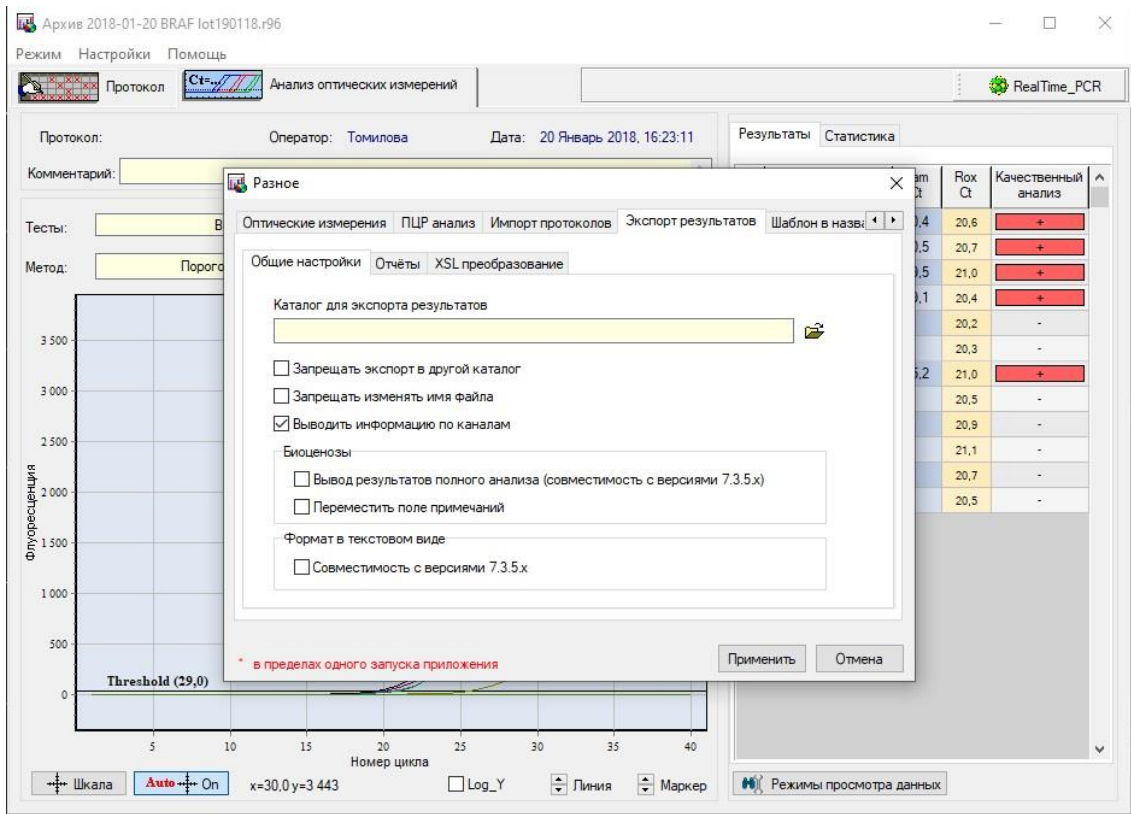 Архив 2018-01-20 BRAF lot190118.r96
Режим Настройки Помощь
Протокол Ct=... Анализ оптических измерений RealTime_PCR
Протокол: Оператор: Томилова Дата: 20 Январь 2018, 16:23:11
Комментарий:
Тесты:
Метод: Порого
Результаты Статистика
Ct Rox Ct Качественный анализ
,4 20,6 +
,5 20,7 +
,5 21,0 +
,1 20,4 +
20,2 -
20,3 -
,2 21,0 +
20,5 -
20,9 -
21,1 -
20,7 -
20,5 -
Разное
Оптические измерения ПЦР анализ Импорт протоколов Экспорт результатов Шаблон в назва
Общие настройки Отчёты XSL преобразование
Каталог для экспорта результатов
Запрещать экспорт в другой каталог
Запрещать изменять имя файла
Выводить информацию по каналам
Биоценозы
Вывод результатов полного анализа (совместимость с версиями 7.3.5.x)
Переместить поле примечаний
Формат в текстовом виде
Совместимость с версиями 7.3.5.x
* в пределах одного запуска приложения
Применить Отмена
Флуоресценция
3 500
3 000
2 500
2 000
1 500
1 000
500
0
Threshold (29,0)
5 10 15 20 25 30 35 40
Номер цикла
Шкала Auto On x=30,0 y=3 443 Log_Y Линия Маркер
Режимы просмотра данных